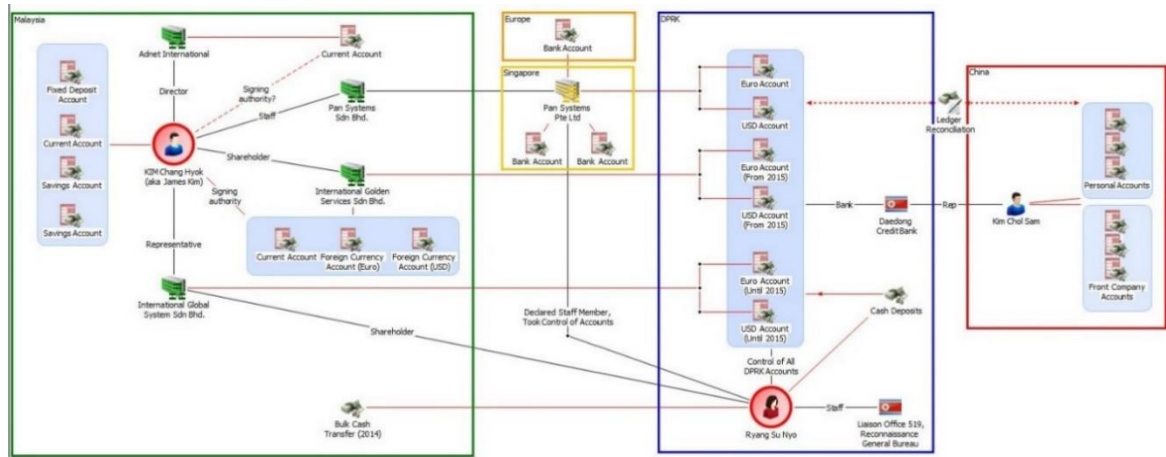 Malaysia
Adnet International
Current Account
Fixed Deposit
Account
Current Account
Savings Account
Savings Account
Director
Signing
authority?
Staff
Pan Systems
Sdn Bhd.
KIM Chang Hyok
(aka James Kim)
Shareholder
Signing
authority
International Golden
Services Sdn Bhd.
Representative
Current Account
Foreign Currency
Account (Euro)
Foreign Currency
Account (USD)
International Global
System Sdn Bhd.
Shareholder
Bulk Cash
Transfer (2014)
Europe
Bank Account
Singapore
Pan Systems
Pte Ltd
Bank Account
Bank Account
Declared Staff Member,
Took Control of Accounts
DPRK
Euro Account
USD Account
Euro Account
(From 2015)
USD Account
(From 2015)
Euro Account
(Until 2015)
USD Account
(Until 2015)
Control of All
DPRK Accounts
Ledger
Reconciliation
Bank
Daedong
Credit Bank
Rep
Cash Deposits
Ryang Su Nyo
Staff
Liaison Office 519,
Reconnaissance
General Bureau
China
Personal Accounts
Kim Chol Sam
Front Company
Accounts